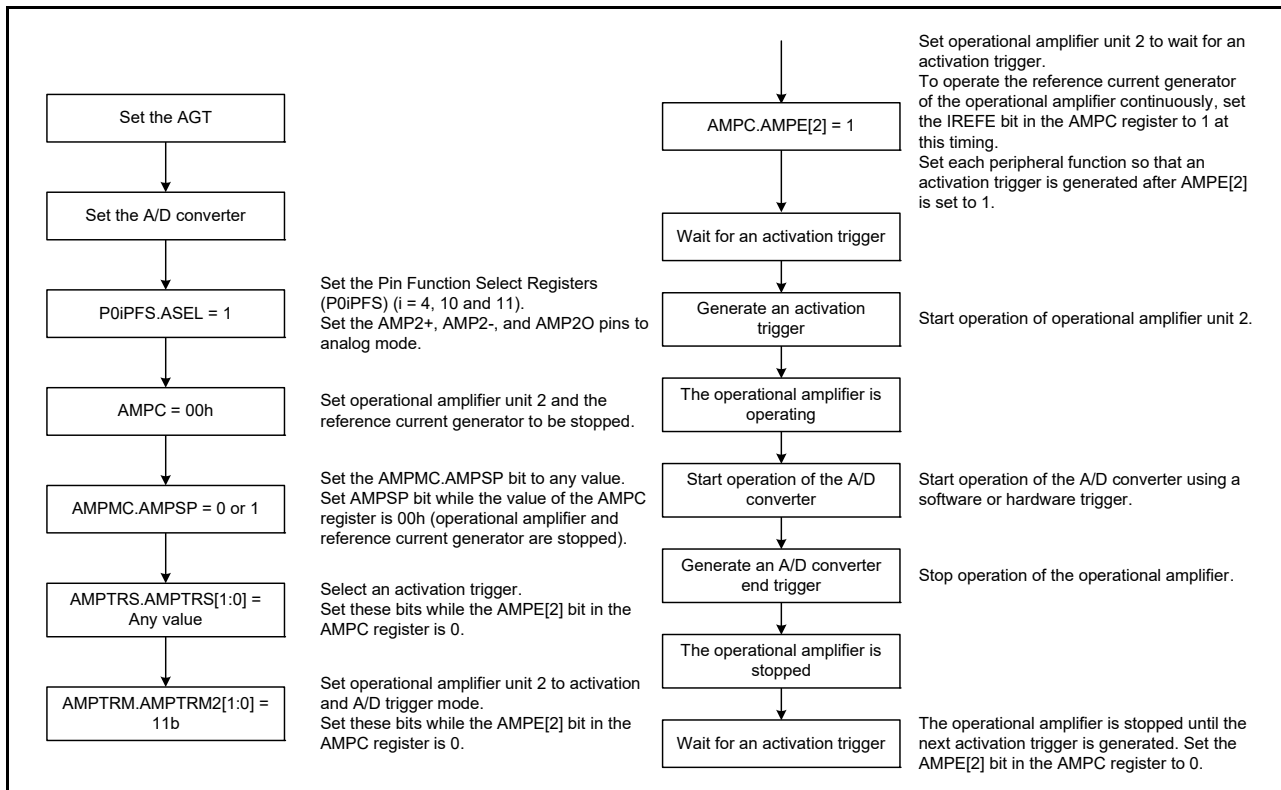 Set the AGT
Set the A/D converter
P0iPFS.ASEL = 1
Set the Pin Function Select Registers
(P0iPFS) (i = 4, 10 and 11).
Set the AMP2+, AMP2-, and AMP2O pins to
analog mode.
AMPC = 00h
Set operational amplifier unit 2 and the
reference current generator to be stopped.
AMPMC.AMPSP = 0 or 1
Set the AMPMC.AMPSP bit to any value.
Set AMPSP bit while the value of the AMPC
register is 00h (operational amplifier and
reference current generator are stopped).
AMPTRS.AMPTRS[1:0] =
Any value
Select an activation trigger.
Set these bits while the AMPE[2] bit in the
AMPC register is 0.
AMPTRM.AMPTRM2[1:0] =
11b
Set operational amplifier unit 2 to activation
and A/D trigger mode.
Set these bits while the AMPE[2] bit in the
AMPC register is 0.
AMPC.AMPE[2] = 1
Set operational amplifier unit 2 to wait for an
activation trigger.
To operate the reference current generator
of the operational amplifier continuously, set
the IREFE bit in the AMPC register to 1 at
this timing.
Set each peripheral function so that an
activation trigger is generated after AMPE[2]
is set to 1.
Wait for an activation trigger
Generate an activation
trigger
Start operation of operational amplifier unit 2.
The operational amplifier is
operating
Start operation of the A/D
converter
Start operation of the A/D converter using a
software or hardware trigger.
Generate an A/D converter
end trigger
Stop operation of the operational amplifier.
The operational amplifier is
stopped
Wait for an activation trigger
The operational amplifier is stopped until the
next activation trigger is generated. Set the
AMPE[2] bit in the AMPC register to 0.